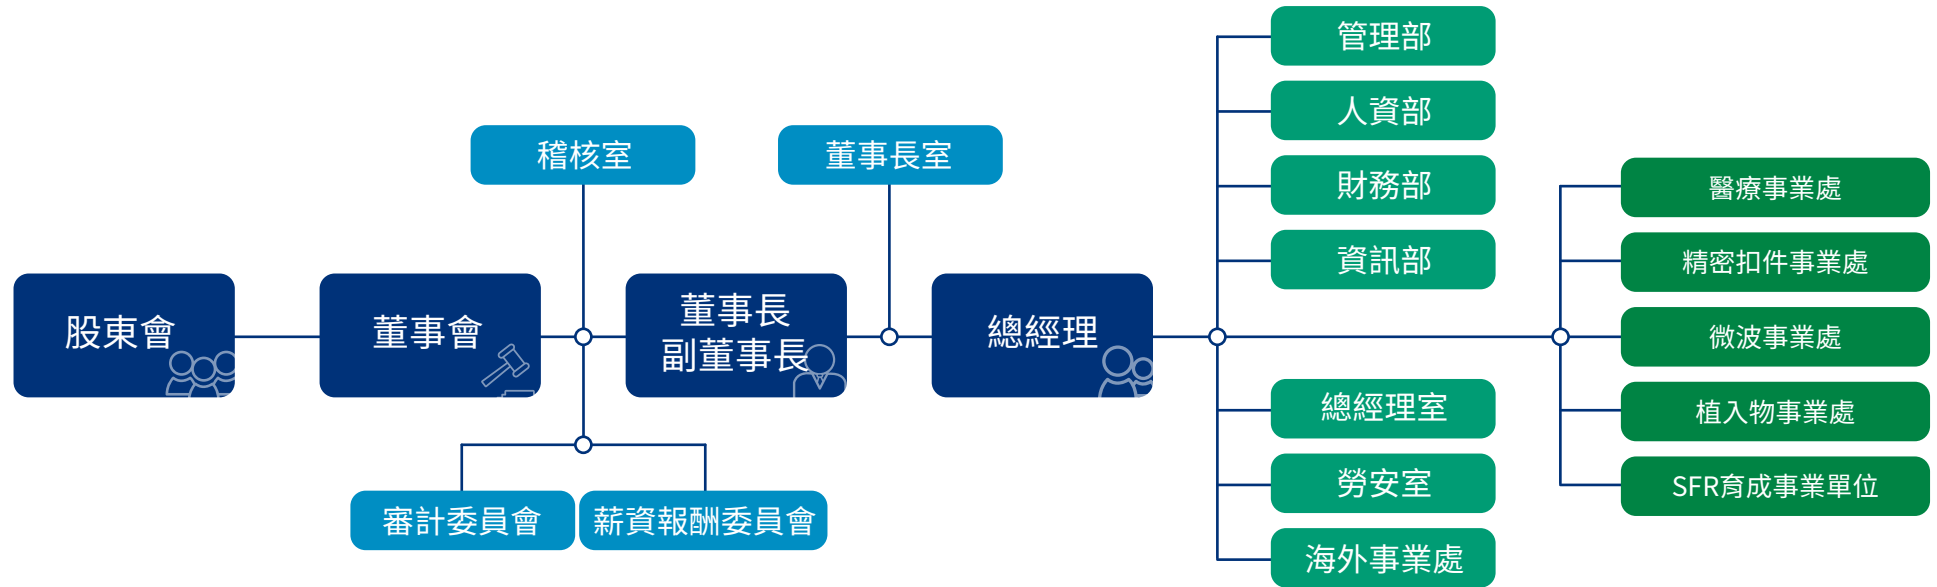 股東會
董事會
稽核室
審計委員會
薪資報酬委員會
董事長
副董事長
董事長室
總經理
管理部
人資部
財務部
資訊部
總經理室
勞安室
海外事業處
醫療事業處
精密扣件事業處
微波事業處
植入物事業處
SFR育成事業單位